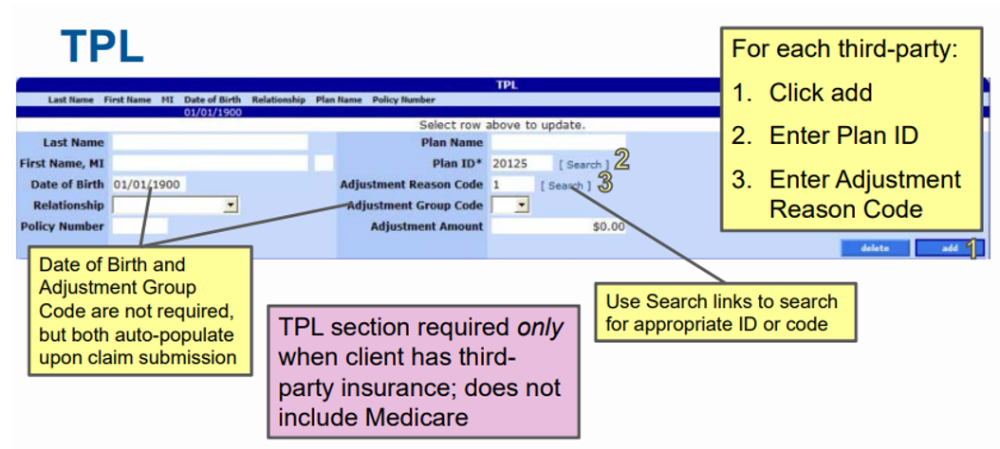 TPL
TPL
Last Name First Name MI Date of Birth Relationship Plan Name Policy Number
01/01/1900
Select row above to update.
Last Name
Plan Name
First Name, MI
Plan ID* 20125 [ Search ] 2
Date of Birth 01/01/1900
Adjustment Reason Code 1 [ Search ] 3
Relationship
Adjustment Group Code
Policy Number
Adjustment Amount $0.00
delete add 1
For each third-party:
1. Click add
2. Enter Plan ID
3. Enter Adjustment
Reason Code
Date of Birth and
Adjustment Group
Code are not required,
but both auto-populate
upon claim submission
TPL section required only
when client has third-
party insurance; does not
include Medicare
Use Search links to search
for appropriate ID or code